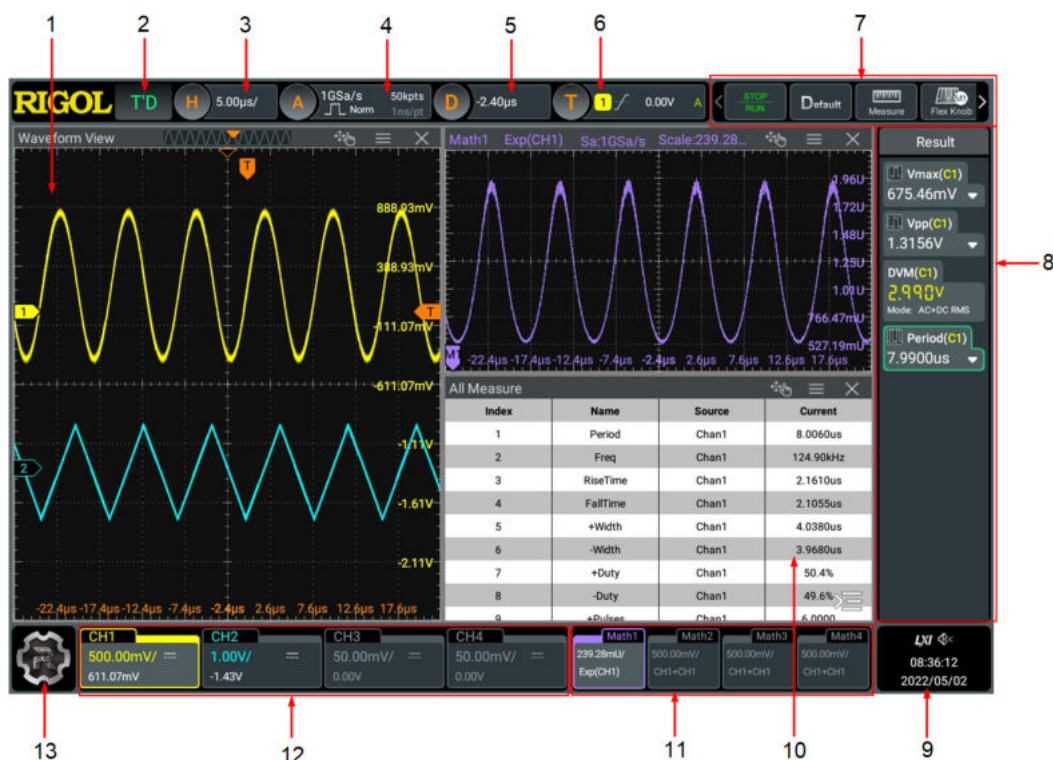 1 2 3 4 5 6 7
RIGOL T'D H 5.00µs/ A 1GSa/s 50kpts D -2.40µs T 1 0.00V A STOP Default
Norm 1ns/pt RUN Measure Flex Knob
Waveform View
T
888.93mV
388.93mV
1 T
-111.07mV
-611.07mV
-1.11V
2
-1.61V
-2.11V
-22.4µs -17.4µs -12.4µs -7.4µs -2.4µs 2.6µs 7.6µs 12.6µs 17.6µs
Math1 Exp(CH1) Sa:1GSa/s Scale:239.28...
1.96U
1.72U
1.48U
1.25U
1.01U
766.47mU
527.19mU
M1
-22.4µs -17.4µs -12.4µs -7.4µs -2.4µs 2.6µs 7.6µs 12.6µs 17.6µs
All Measure
Index Name Source Current
1 Period Chan1 8.0060us
2 Freq Chan1 124.90kHz
3 RiseTime Chan1 2.1610us
4 FallTime Chan1 2.1055us
5 +Width Chan1 4.0380us
6 -Width Chan1 3.9680us
7 +Duty Chan1 50.4%
8 -Duty Chan1 49.6%
9 +Pulses Chan1 6.0000
Result
Vmax(C1)
675.46mV
Vpp(C1)
1.3156V
DVM(C1)
2.990V
Mode: AC+DC RMS
Period(C1)
7.9900us
8
CH1 CH2 CH3 CH4
500.00mV/ 1.00V/ 50.00mV/ 50.00mV/
611.07mV -1.43V 0.00V 0.00V
Math1 Math2 Math3 Math4
239.28mU/ 500.00mV/ 500.00mV/ 500.00mV/
Exp(CH1) CH1+CH1 CH1+CH1 CH1+CH1
LXI
08:36:12
2022/05/02
13 12 11 10 9